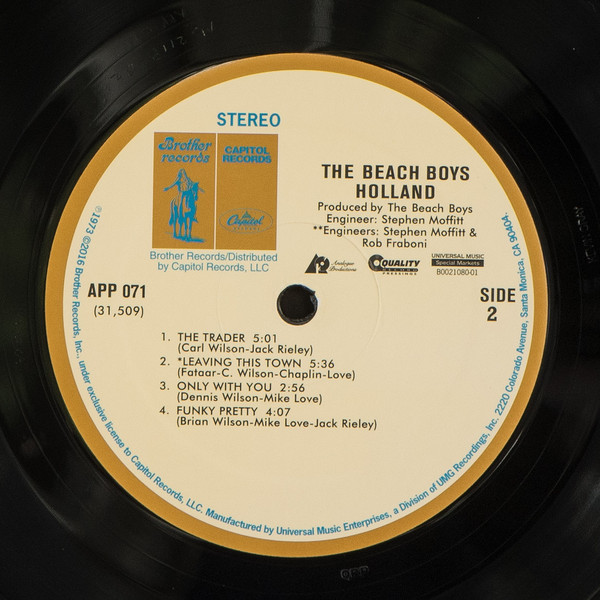 STEREO
Brother
records
CAPITOL
RECORDS
Capitol
Brother Records/Distributed
by Capitol Records, LLC
THE BEACH BOYS
HOLLAND
Produced by The Beach Boys
Engineer: Stephen Moffitt
**Engineers: Stephen Moffitt &
Rob Fraboni
Analogue
Productions
QUALITY
RECORD
PRESSINGS
UNIVERSAL MUSIC
Special Markets
B0021080-01
APP 071
(31,509)
SIDE
2
1. THE TRADER 5:01
(Carl Wilson-Jack Rieley)
2. *LEAVING THIS TOWN 5:36
(Fataar-C. Wilson-Chaplin-Love)
3. ONLY WITH YOU 2:56
(Dennis Wilson-Mike Love)
4. FUNKY PRETTY 4:07
(Brian Wilson-Mike Love-Jack Rieley)
℗1973 ©2016 Brother Records, Inc., under exclusive license to Capitol Records, LLC. Manufactured by Universal Music Enterprises, a Division of UMG Recordings, Inc. 2220 Colorado Avenue, Santa Monica, CA 90404.